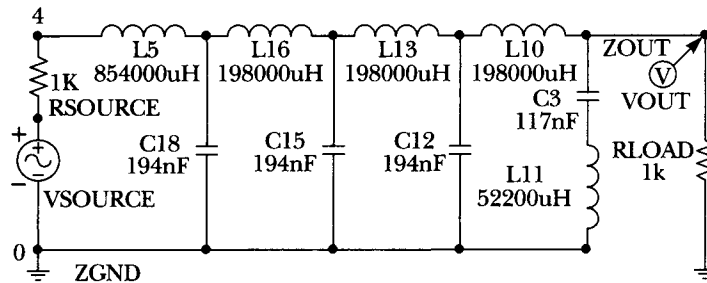 4
L5
854000uH
L16
198000uH
L13
198000uH
L10
198000uH
ZOUT
V
VOUT
1K
RSOURCE
C3
117nF
+
+
−
−
VSOURCE
C18
194nF
C15
194nF
C12
194nF
L11
52200uH
RLOAD
1k
0
ZGND